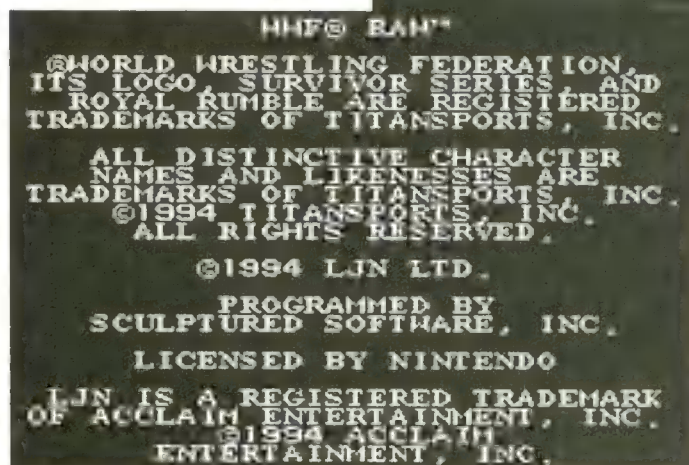 WWF® RAW™
®WORLD WRESTLING FEDERATION,
ITS LOGO, SURVIVOR SERIES, AND
ROYAL RUMBLE ARE REGISTERED
TRADEMARKS OF TITANSPORTS, INC.
ALL DISTINCTIVE CHARACTER
NAMES AND LIKENESSES ARE
TRADEMARKS OF TITANSPORTS, INC.
©1994 TITANSPORTS, INC.
ALL RIGHTS RESERVED.
©1994 LJN LTD.
PROGRAMMED BY
SCULPTURED SOFTWARE, INC.
LICENSED BY NINTENDO
LJN IS A REGISTERED TRADEMARK
OF ACCLAIM ENTERTAINMENT, INC.
©1994 ACCLAIM
ENTERTAINMENT, INC.